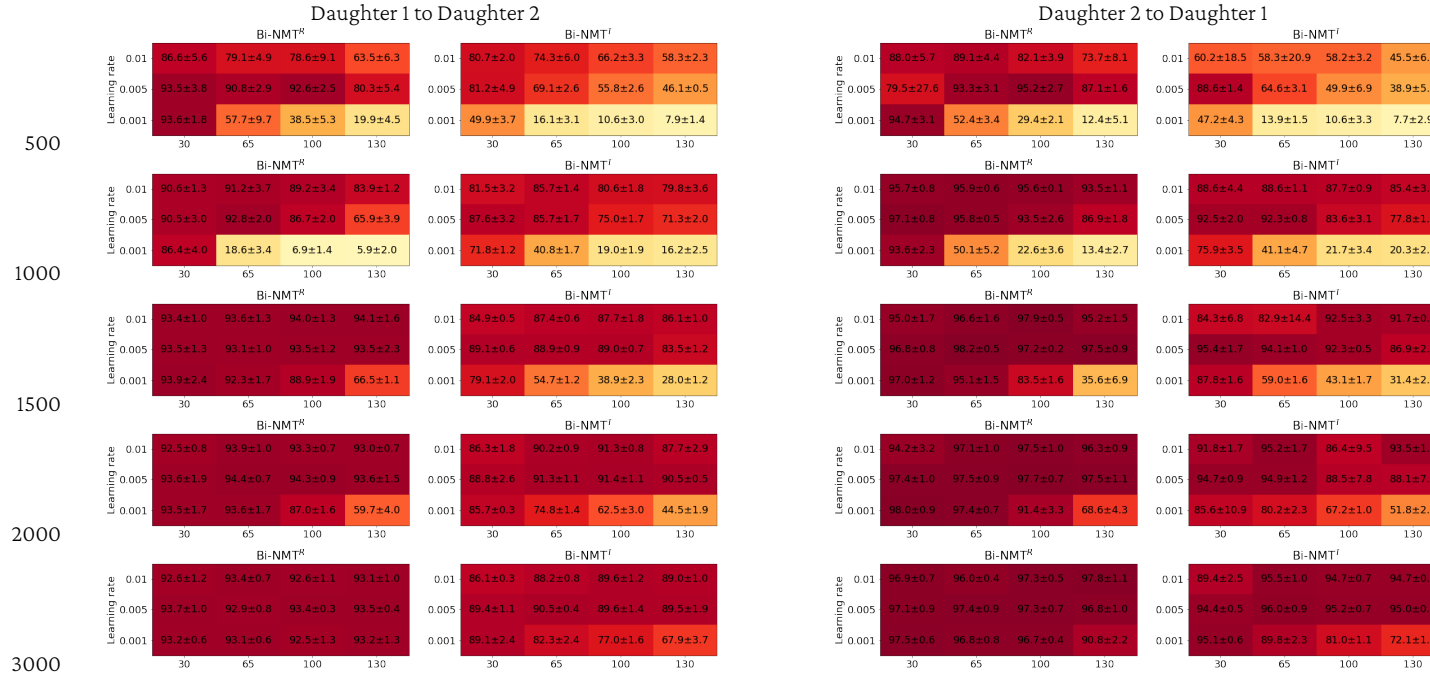 Daughter 1 to Daughter 2
Daughter 2 to Daughter 1
500
Learning rate
Bi-NMT^R
0.01 86.6±5.6 79.1±4.9 78.6±9.1 63.5±6.3
0.005 93.5±3.8 90.8±2.9 92.6±2.5 80.3±5.4
0.001 93.6±1.8 57.7±9.7 38.5±5.3 19.9±4.5
30 65 100 130
Bi-NMT^I
80.7±2.0 74.3±6.0 66.2±3.3 58.3±2.3
81.2±4.9 69.1±2.6 55.8±2.6 46.1±0.5
49.9±3.7 16.1±3.1 10.6±3.0 7.9±1.4
30 65 100 130
Learning rate
Bi-NMT^R
0.01 88.0±5.7 89.1±4.4 82.1±3.9 73.7±8.1
0.005 79.5±27.6 93.3±3.1 95.2±2.7 87.1±1.6
0.001 94.7±3.1 52.4±3.4 29.4±2.1 12.4±5.1
30 65 100 130
Bi-NMT^I
60.2±18.5 58.3±20.9 58.2±3.2 45.5±6.
88.6±1.4 64.6±3.1 49.9±6.9 38.9±5.
47.2±4.3 13.9±1.5 10.6±3.3 7.7±2.9
30 65 100 130
1000
Learning rate
Bi-NMT^R
0.01 90.6±1.3 91.2±3.7 89.2±3.4 83.9±1.2
0.005 90.5±3.0 92.8±2.0 86.7±2.0 65.9±3.9
0.001 86.4±4.0 18.6±3.4 6.9±1.4 5.9±2.0
30 65 100 130
Bi-NMT^I
81.5±3.2 85.7±1.4 80.6±1.8 79.8±3.6
87.6±3.2 85.7±1.7 75.0±1.7 71.3±2.0
71.8±1.2 40.8±1.7 19.0±1.9 16.2±2.5
30 65 100 130
Learning rate
Bi-NMT^R
0.01 95.7±0.8 95.9±0.6 95.6±0.1 93.5±1.1
0.005 97.1±0.8 95.8±0.5 93.5±2.6 86.9±1.8
0.001 93.6±2.3 50.1±5.2 22.6±3.6 13.4±2.7
30 65 100 130
Bi-NMT^I
88.6±4.4 88.6±1.1 87.7±0.9 85.4±3.
92.5±2.0 92.3±0.8 83.6±3.1 77.8±1.
75.9±3.5 41.1±4.7 21.7±3.4 20.3±2.
30 65 100 130
1500
Learning rate
Bi-NMT^R
0.01 93.4±1.0 93.6±1.3 94.0±1.3 94.1±1.6
0.005 93.5±1.3 93.1±1.0 93.5±1.2 93.5±2.3
0.001 93.9±2.4 92.3±1.7 88.9±1.9 66.5±1.1
30 65 100 130
Bi-NMT^I
84.9±0.5 87.4±0.6 87.7±1.8 86.1±1.0
89.1±0.6 88.9±0.9 89.0±0.7 83.5±1.2
79.1±2.0 54.7±1.2 38.9±2.3 28.0±1.2
30 65 100 130
Learning rate
Bi-NMT^R
0.01 95.0±1.7 96.6±1.6 97.9±0.5 95.2±1.5
0.005 96.8±0.8 98.2±0.5 97.2±0.2 97.5±0.9
0.001 97.0±1.2 95.1±1.5 83.5±1.6 35.6±6.9
30 65 100 130
Bi-NMT^I
84.3±6.8 82.9±14.4 92.5±3.3 91.7±0.
95.4±1.7 94.1±1.0 92.3±0.5 86.9±2.
87.8±1.6 59.0±1.6 43.1±1.7 31.4±2.
30 65 100 130
2000
Learning rate
Bi-NMT^R
0.01 92.5±0.8 93.9±1.0 93.3±0.7 93.0±0.7
0.005 93.6±1.9 94.4±0.7 94.3±0.9 93.6±1.5
0.001 93.5±1.7 93.6±1.7 87.0±1.6 59.7±4.0
30 65 100 130
Bi-NMT^I
86.3±1.8 90.2±0.9 91.3±0.8 87.7±2.9
88.8±2.6 91.3±1.1 91.4±1.1 90.5±0.5
85.7±0.3 74.8±1.4 62.5±3.0 44.5±1.9
30 65 100 130
Learning rate
Bi-NMT^R
0.01 94.2±3.2 97.1±1.0 97.5±1.0 96.3±0.9
0.005 97.4±1.0 97.5±0.9 97.7±0.7 97.5±1.1
0.001 98.0±0.9 97.4±0.7 91.4±3.3 68.6±4.3
30 65 100 130
Bi-NMT^I
91.8±1.7 95.2±1.7 86.4±9.5 93.5±1.
94.7±0.9 94.9±1.2 88.5±7.8 88.1±7.
85.6±10.9 80.2±2.3 67.2±1.0 51.8±2.
30 65 100 130
3000
Learning rate
Bi-NMT^R
0.01 92.6±1.2 93.4±0.7 92.6±1.1 93.1±1.0
0.005 93.7±1.0 92.9±0.8 93.4±0.3 93.5±0.4
0.001 93.2±0.6 93.1±0.6 92.5±1.3 93.2±1.3
30 65 100 130
Bi-NMT^I
86.1±0.3 88.2±0.8 89.6±1.2 89.0±1.0
89.4±1.1 90.5±0.4 89.6±1.4 89.5±1.9
89.1±2.4 82.3±2.4 77.0±1.6 67.9±3.7
30 65 100 130
Learning rate
Bi-NMT^R
0.01 96.9±0.7 96.0±0.4 97.3±0.5 97.8±1.1
0.005 97.1±0.9 97.4±0.9 97.3±0.7 96.8±1.0
0.001 97.5±0.6 96.8±0.8 96.7±0.4 90.8±2.2
30 65 100 130
Bi-NMT^I
89.4±2.5 95.5±1.0 94.7±0.7 94.7±0.
94.4±0.5 96.0±0.9 95.2±0.7 95.0±0.
95.1±0.6 89.8±2.3 81.0±1.1 72.1±1.
30 65 100 130